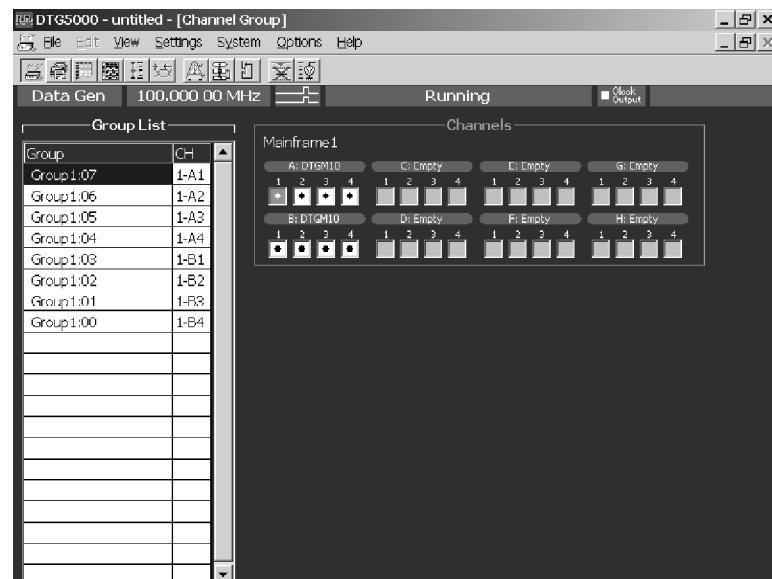 DTG5000 - untitled - [Channel Group]
File Edit View Settings System Options Help
Data Gen 100.000 00 MHz Running Clock Output
Group List
Group CH
Group1:07 1-A1
Group1:06 1-A2
Group1:05 1-A3
Group1:04 1-A4
Group1:03 1-B1
Group1:02 1-B2
Group1:01 1-B3
Group1:00 1-B4
Channels
Mainframe1
A: DTGM10 C: Empty E: Empty G: Empty
1 2 3 4 1 2 3 4 1 2 3 4 1 2 3 4
B: DTGM10 D: Empty F: Empty H: Empty
1 2 3 4 1 2 3 4 1 2 3 4 1 2 3 4